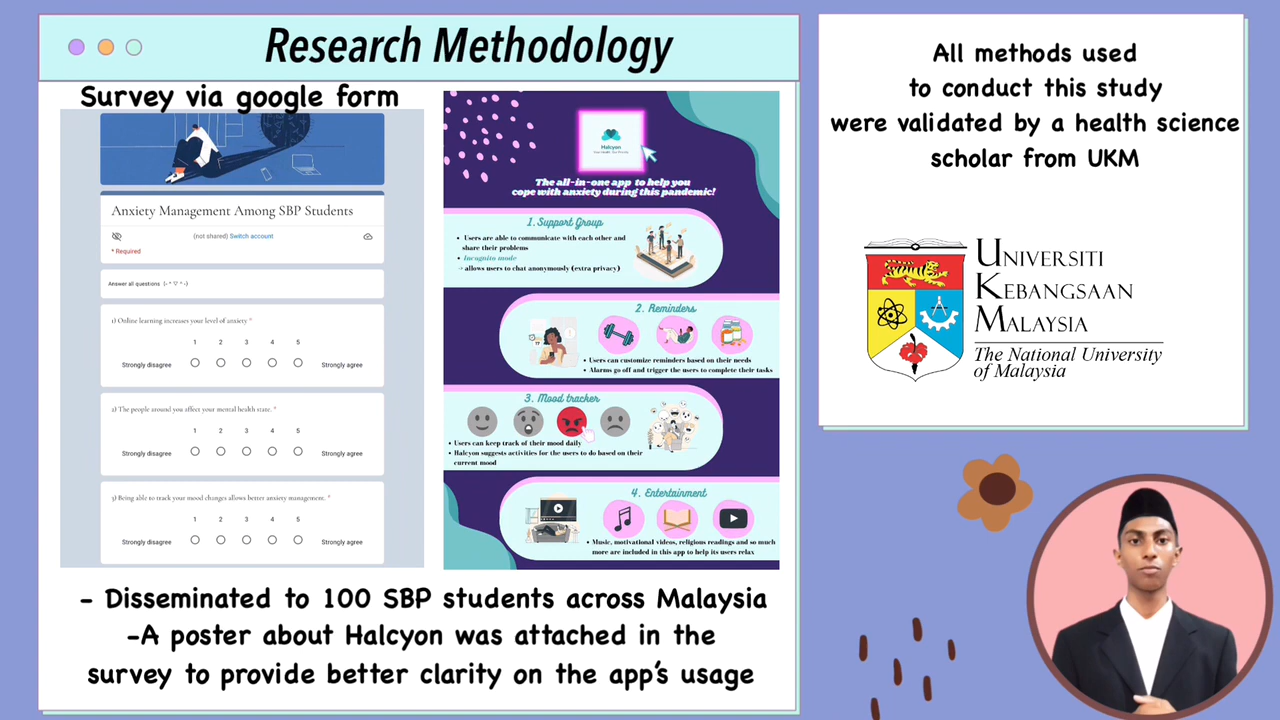 Research Methodology
Survey via google form
Anxiety Management Among SBP Students
(not shared) Switch account
* Required
Answer all questions (- ° ▽ ° -)
1) Online learning increases your level of anxiety *
1 2 3 4 5
Strongly disagree Strongly agree
2) The people around you affect your mental health state. *
1 2 3 4 5
Strongly disagree Strongly agree
3) Being able to track your mood changes allows better anxiety management. *
1 2 3 4 5
Strongly disagree Strongly agree
Halcyon
The all-in-one app to help you
cope with anxiety during this pandemic!
1. Support Group
• Users are able to communicate with each other and
share their problems
• Incognito mode
→ allows users to chat anonymously (extra privacy)
2. Reminders
• Users can customize reminders based on their needs
• Alarms go off and trigger the users to complete their tasks
3. Mood tracker
• Users can keep track of their mood daily
• Halcyon suggests activities for the users to do based on their
current mood
4. Entertainment
• Music, motivational videos, religious readings and so much
more are included in this app to help its users relax
- Disseminated to 100 SBP students across Malaysia
-A poster about Halcyon was attached in the
survey to provide better clarity on the app's usage
All methods used
to conduct this study
were validated by a health science
scholar from UKM
UNIVERSITI
KEBANGSAAN
MALAYSIA
The National University
of Malaysia